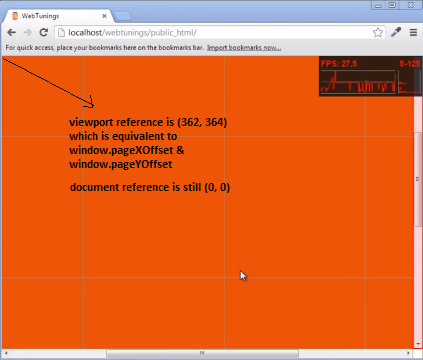 WebTunings
localhost/webtunings/public_html/
For quick access, place your bookmarks here on the bookmarks bar. Import bookmarks now...
FPS: 27.5 5-129
viewport reference is (362, 364)
which is equivalent to
window.pageXOffset &
window.pageYOffset
document reference is still (0, 0)